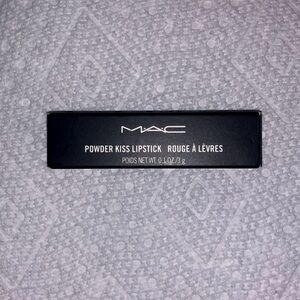 MAC
POWDER KISS LIPSTICK ROUGE À LÈVRES
POIDS NET WT. 0.1 OZ/3 g